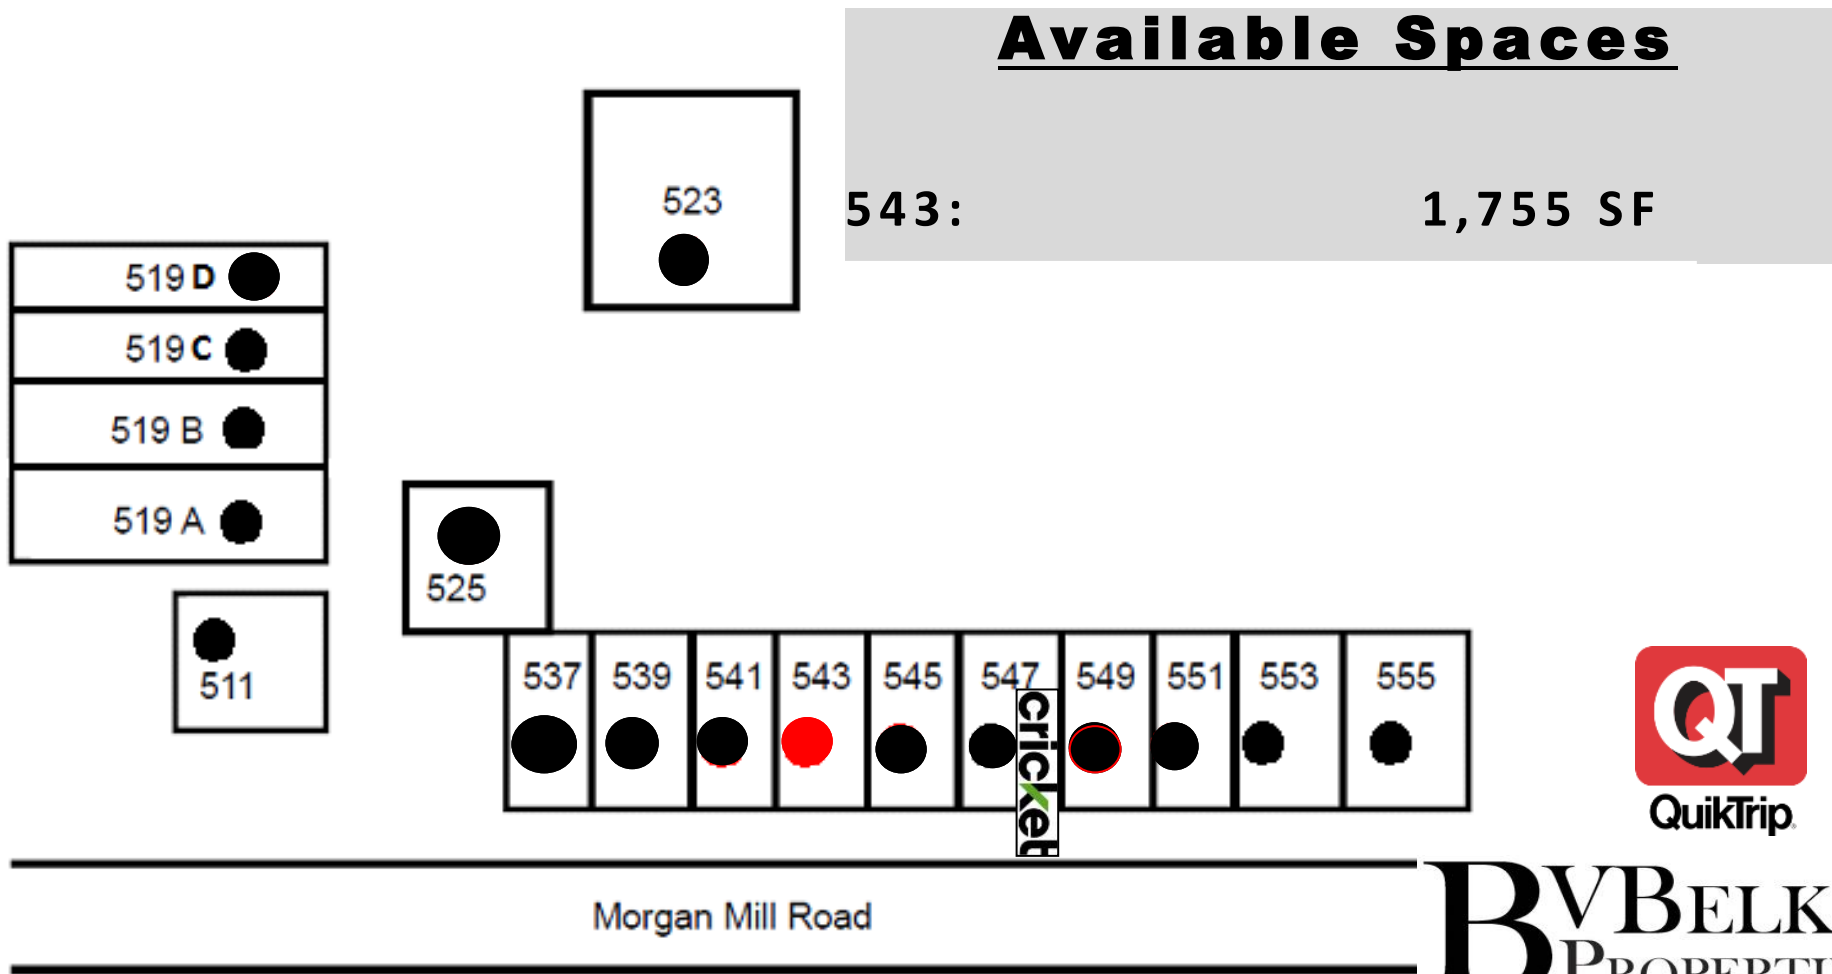 Available Spaces
543: 1,755 SF
523
519 D
519 C
519 B
519 A
525
511
537 539 541 543 545 547 549 551 553 555
cricket
QT
QuikTrip
Morgan Mill Road
BVBELK